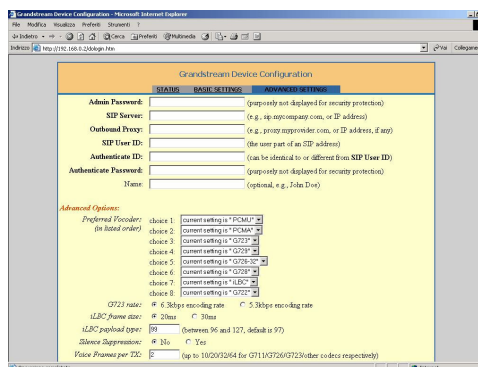 Grandstream Device Configuration - Microsoft Internet Explorer
File Modifica Visualizza Preferiti Strumenti ?
Indietro Cerca Preferiti Multimedia
Indirizzo http://192.168.0.2/dologin.htm Vai Collegame
Grandstream Device Configuration
STATUS BASIC SETTINGS ADVANCED SETTINGS
Admin Password: (purposely not displayed for security protection)
SIP Server: (e.g., sip.mycompany.com, or IP address)
Outbound Proxy: (e.g., proxy.myprovider.com, or IP address, if any)
SIP User ID: (the user part of an SIP address)
Authenticate ID: (can be identical to or different from SIP User ID)
Authenticate Password: (purposely not displayed for security protection)
Name: (optional, e.g., John Doe)
Advanced Options:
Preferred Vocoder: choice 1: current setting is "PCMU"
(in listed order) choice 2: current setting is "PCMA"
choice 3: current setting is "G723"
choice 4: current setting is "G729"
choice 5: current setting is "G726-32"
choice 6: current setting is "G728"
choice 7: current setting is "iLBC"
choice 8: current setting is "G722"
G723 rate: 6.3kbps encoding rate 5.3kbps encoding rate
iLBC frame size: 20ms 30ms
iLBC payload type: 99 (between 96 and 127, default is 97)
Silence Suppression: No Yes
Voice Frames per TX: 2 (up to 10/20/32/64 for G711/G726/G723/other codecs respectively)